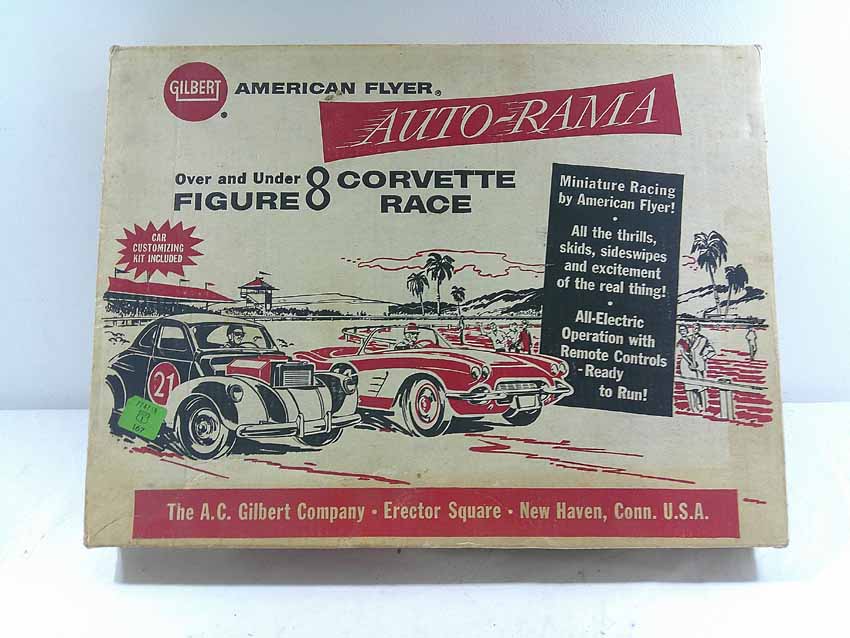 GILBERT
AMERICAN FLYER®
AUTO-RAMA
Over and Under
FIGURE 8 CORVETTE
RACE
CAR
CUSTOMIZING
KIT INCLUDED
Miniature Racing
by American Flyer!
•
All the thrills,
skids, sideswipes
and excitement
of the real thing!
•
All-Electric
Operation with
Remote Controls
-Ready
to Run!
21
167
The A.C. Gilbert Company • Erector Square • New Haven, Conn. U.S.A.